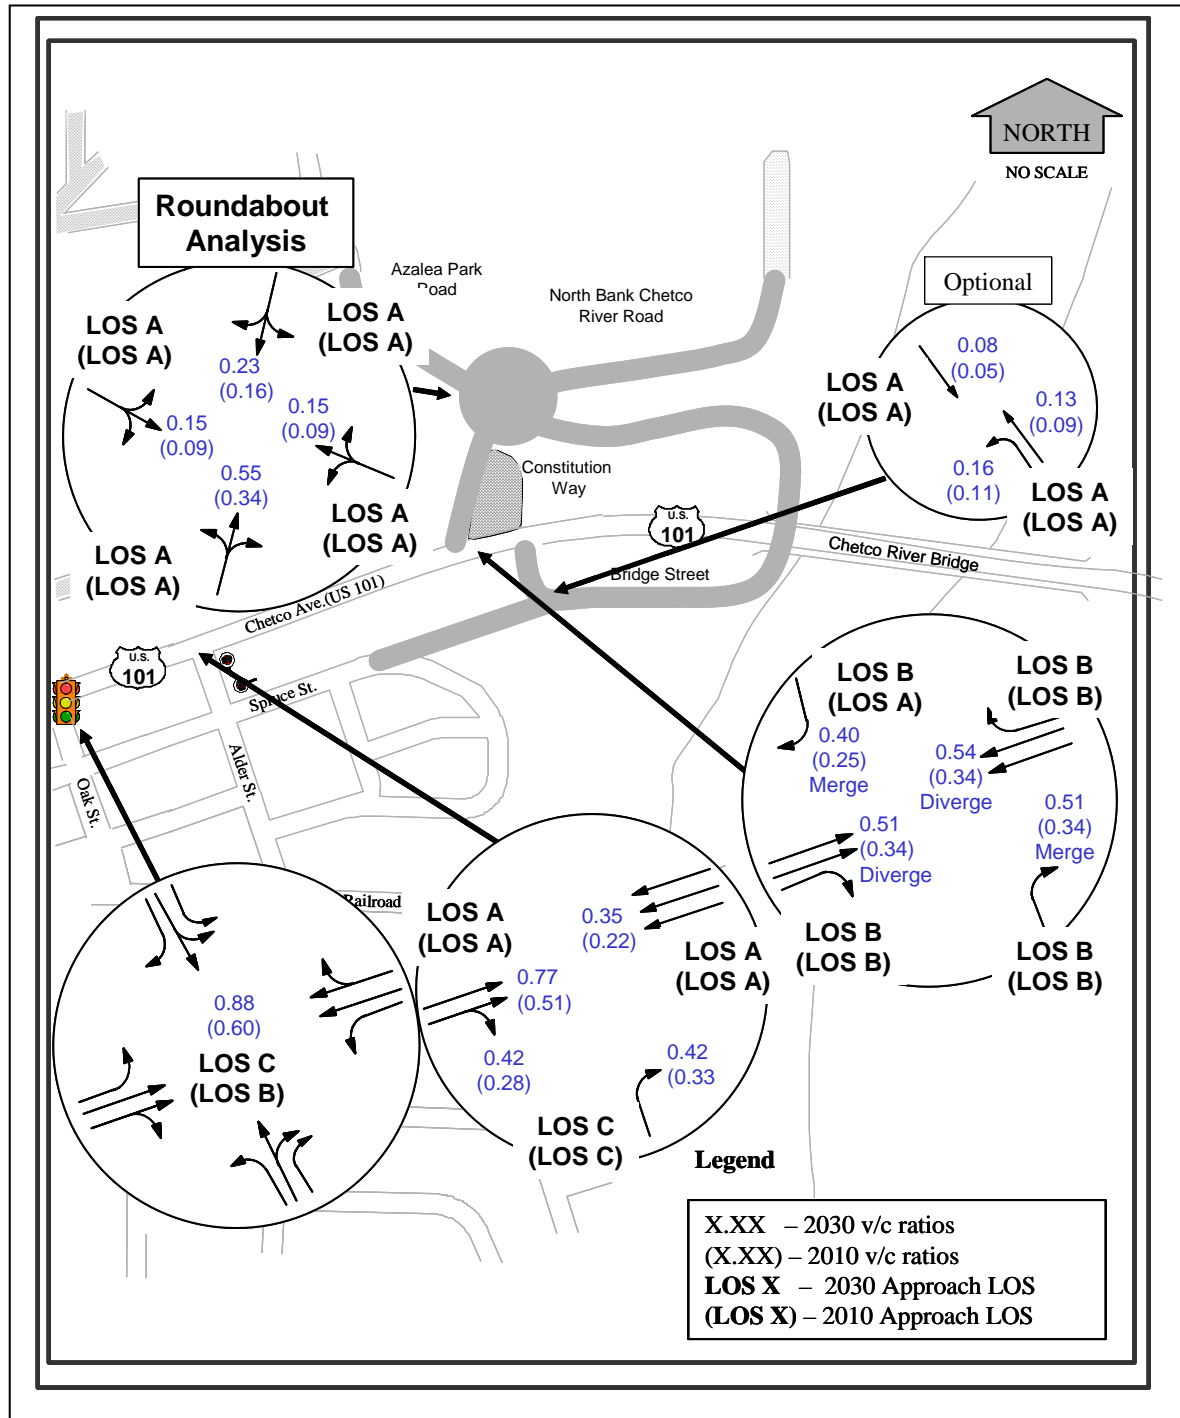 NORTH
NO SCALE
Roundabout
Analysis
Azalea Park
Road
North Bank Chetco
River Road
Optional
LOS A
(LOS A)
LOS A
(LOS A)
0.23
(0.16)
0.15
(0.09)
0.15
(0.09)
0.55
(0.34)
LOS A
(LOS A)
LOS A
(LOS A)
0.08
(0.05)
LOS A
(LOS A)
0.13
(0.09)
0.16
(0.11)
LOS A
(LOS A)
Constitution
Way
U.S.
101
Chetco River Bridge
Bridge Street
Chetco Ave.(US 101)
U.S.
101
Spruce St.
Alder St.
Oak St.
Railroad
LOS B
(LOS A)
LOS B
(LOS B)
0.40
(0.25)
Merge
0.54
(0.34)
Diverge
0.51
(0.34)
Diverge
0.51
(0.34)
Merge
LOS B
(LOS B)
LOS B
(LOS B)
LOS A
(LOS A)
0.35
(0.22)
LOS A
(LOS A)
0.77
(0.51)
0.42
(0.28)
0.42
(0.33
LOS C
(LOS C)
0.88
(0.60)
LOS C
(LOS B)
Legend
X.XX – 2030 v/c ratios
(X.XX) – 2010 v/c ratios
LOS X – 2030 Approach LOS
(LOS X) – 2010 Approach LOS